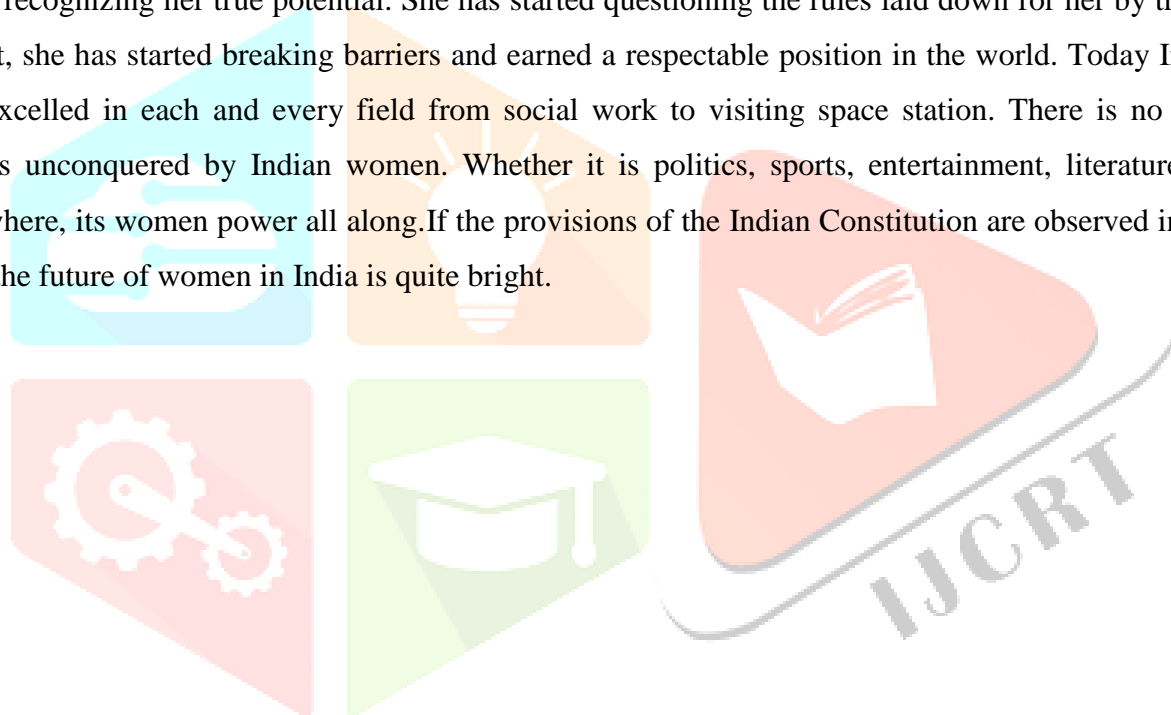 recognizing her true potential. She has started questioning the rules laid down for her by
she has started breaking barriers and earned a respectable position in the world. Today
xcelled in each and every field from social work to visiting space station. There is no
s unconquered by Indian women. Whether it is politics, sports, entertainment, literature
here, its women power all along.If the provisions of the Indian Constitution are observed
the future of women in India is quite bright.
IJCRT